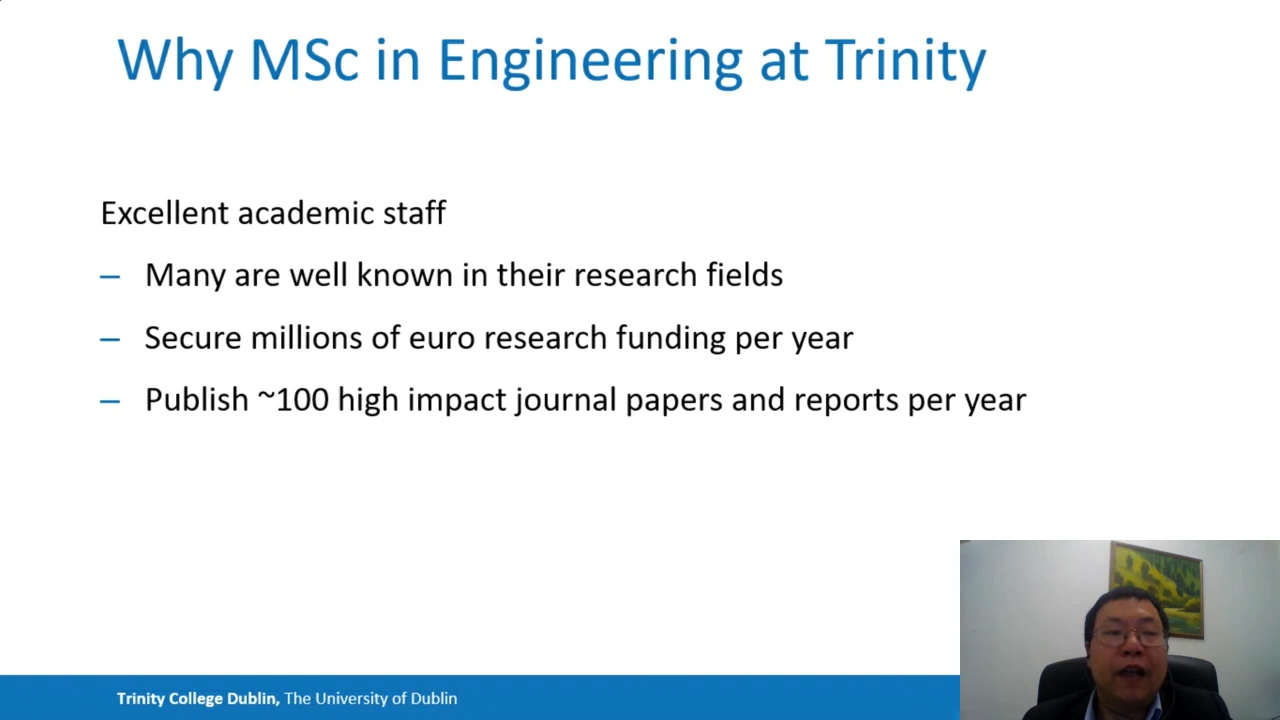 Why MSc in Engineering at Trinity
Excellent academic staff
– Many are well known in their research fields
– Secure millions of euro research funding per year
– Publish ~100 high impact journal papers and reports per year
Trinity College Dublin, The University of Dublin